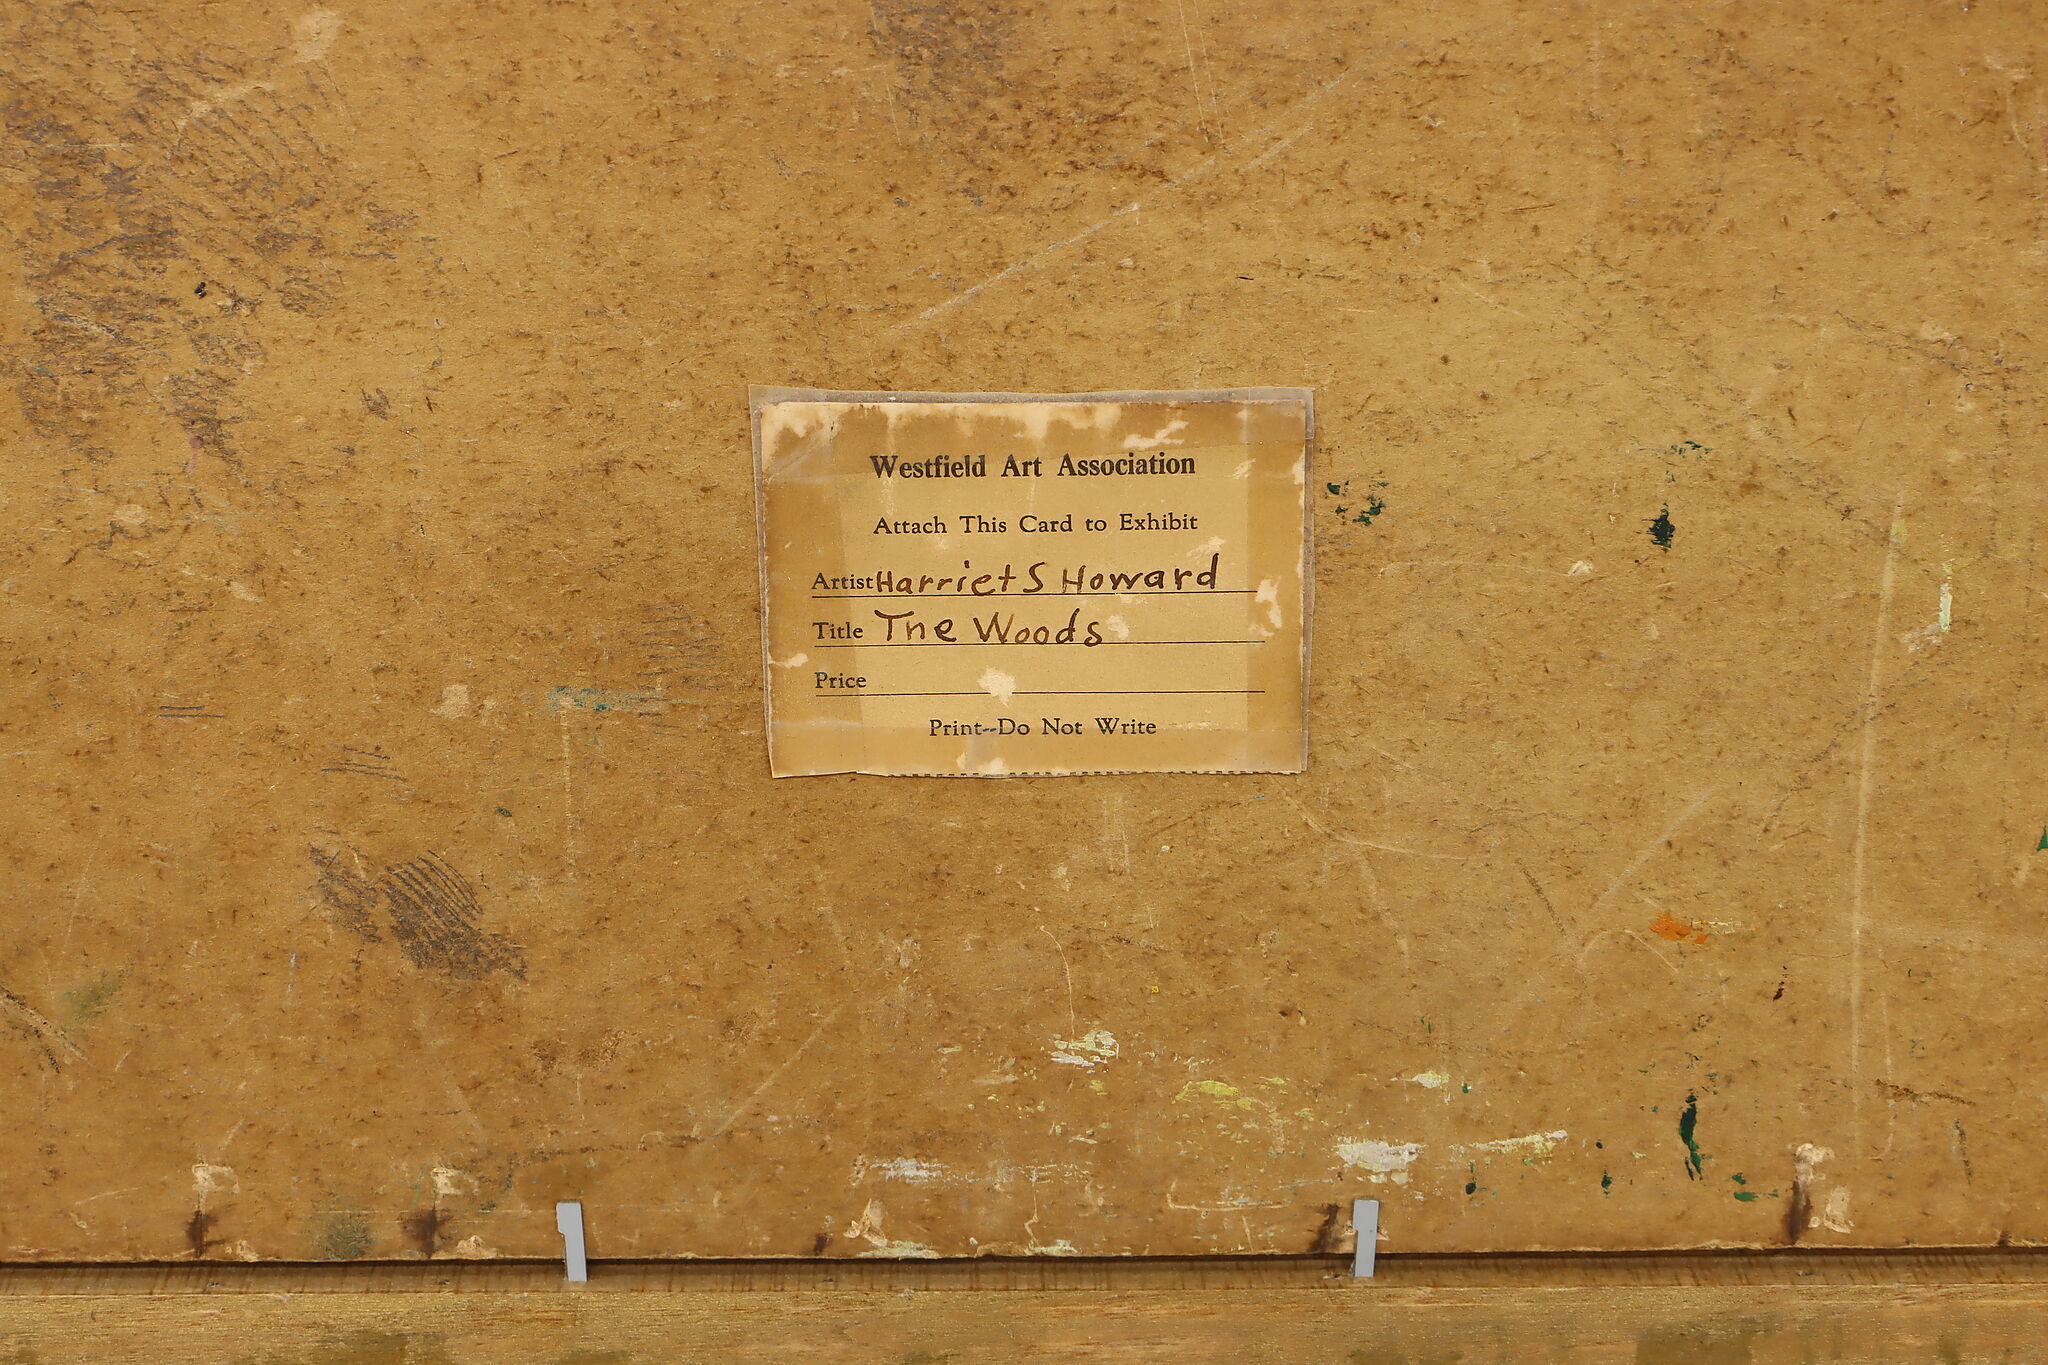 Westfield Art Association
Attach This Card to Exhibit
Artist Harriet S Howard
Title The Woods
Price
Print--Do Not Write